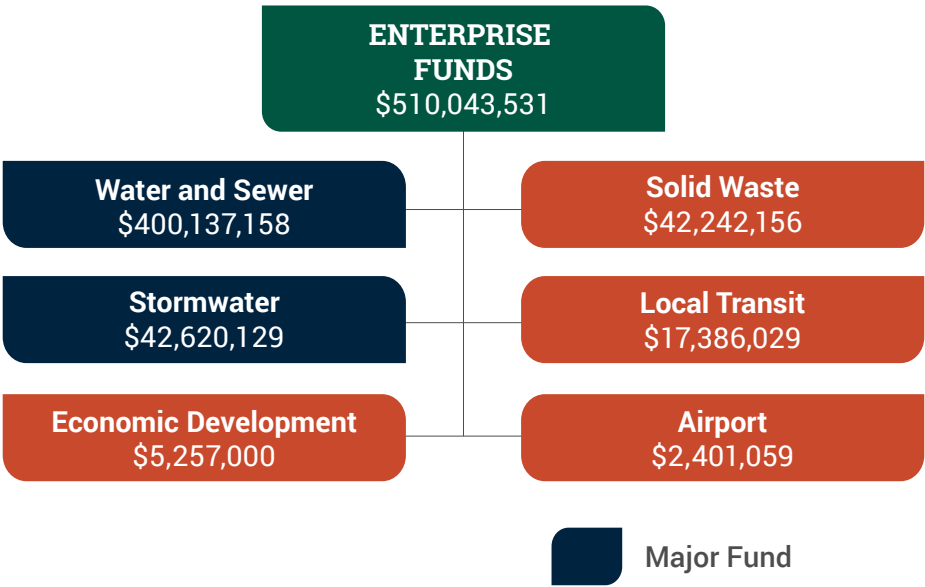 ENTERPRISE
FUNDS
$510,043,531
Water and Sewer
$400,137,158
Solid Waste
$42,242,156
Stormwater
$42,620,129
Local Transit
$17,386,029
Economic Development
$5,257,000
Airport
$2,401,059
Major Fund